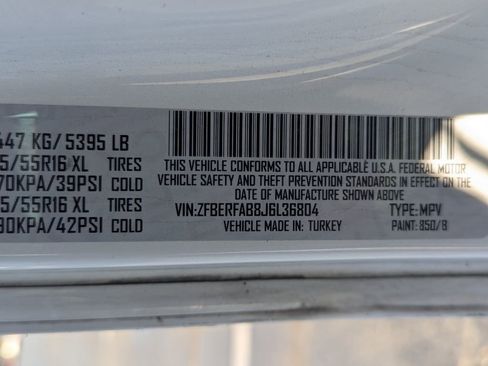 447 KG/ 5395 LB
5/55R16 XL TIRES
70KPA/39PSI COLD
5/55R16 XL TIRES
80KPA/42PSI COLD
THIS VEHICLE CONFORMS TO ALL APPLICABLE U.S.A. FEDERAL MOTOR
VEHICLE SAFETY AND THEFT PREVENTION STANDARDS IN EFFECT ON THE
DATE OF MANUFACTURE SHOWN ABOVE
VIN:ZFBERFAB8J6L36804 TYPE:MPV
VEHICLE MADE IN: TURKEY PAINT: 850/B